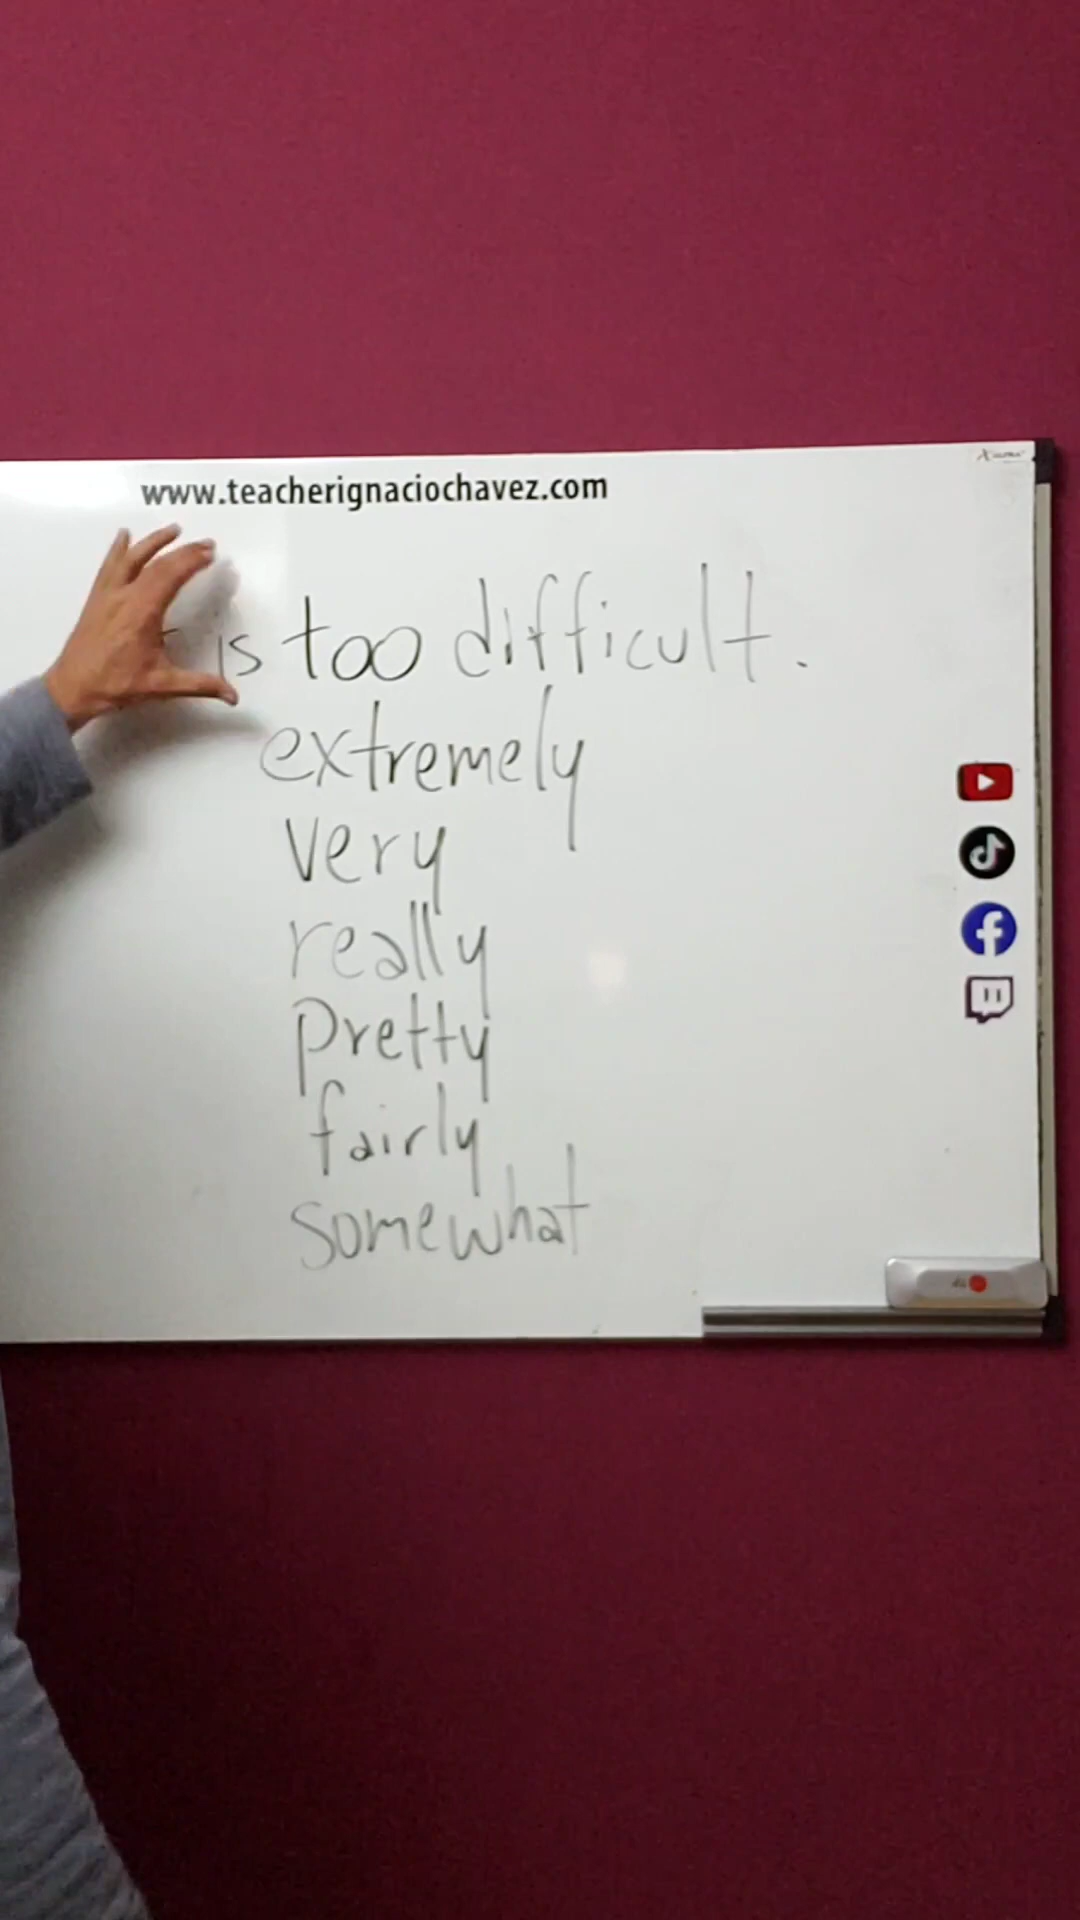 www.teacherignaciochavez.com
is too difficult.
extremely
very
really
pretty
fairly
somewhat